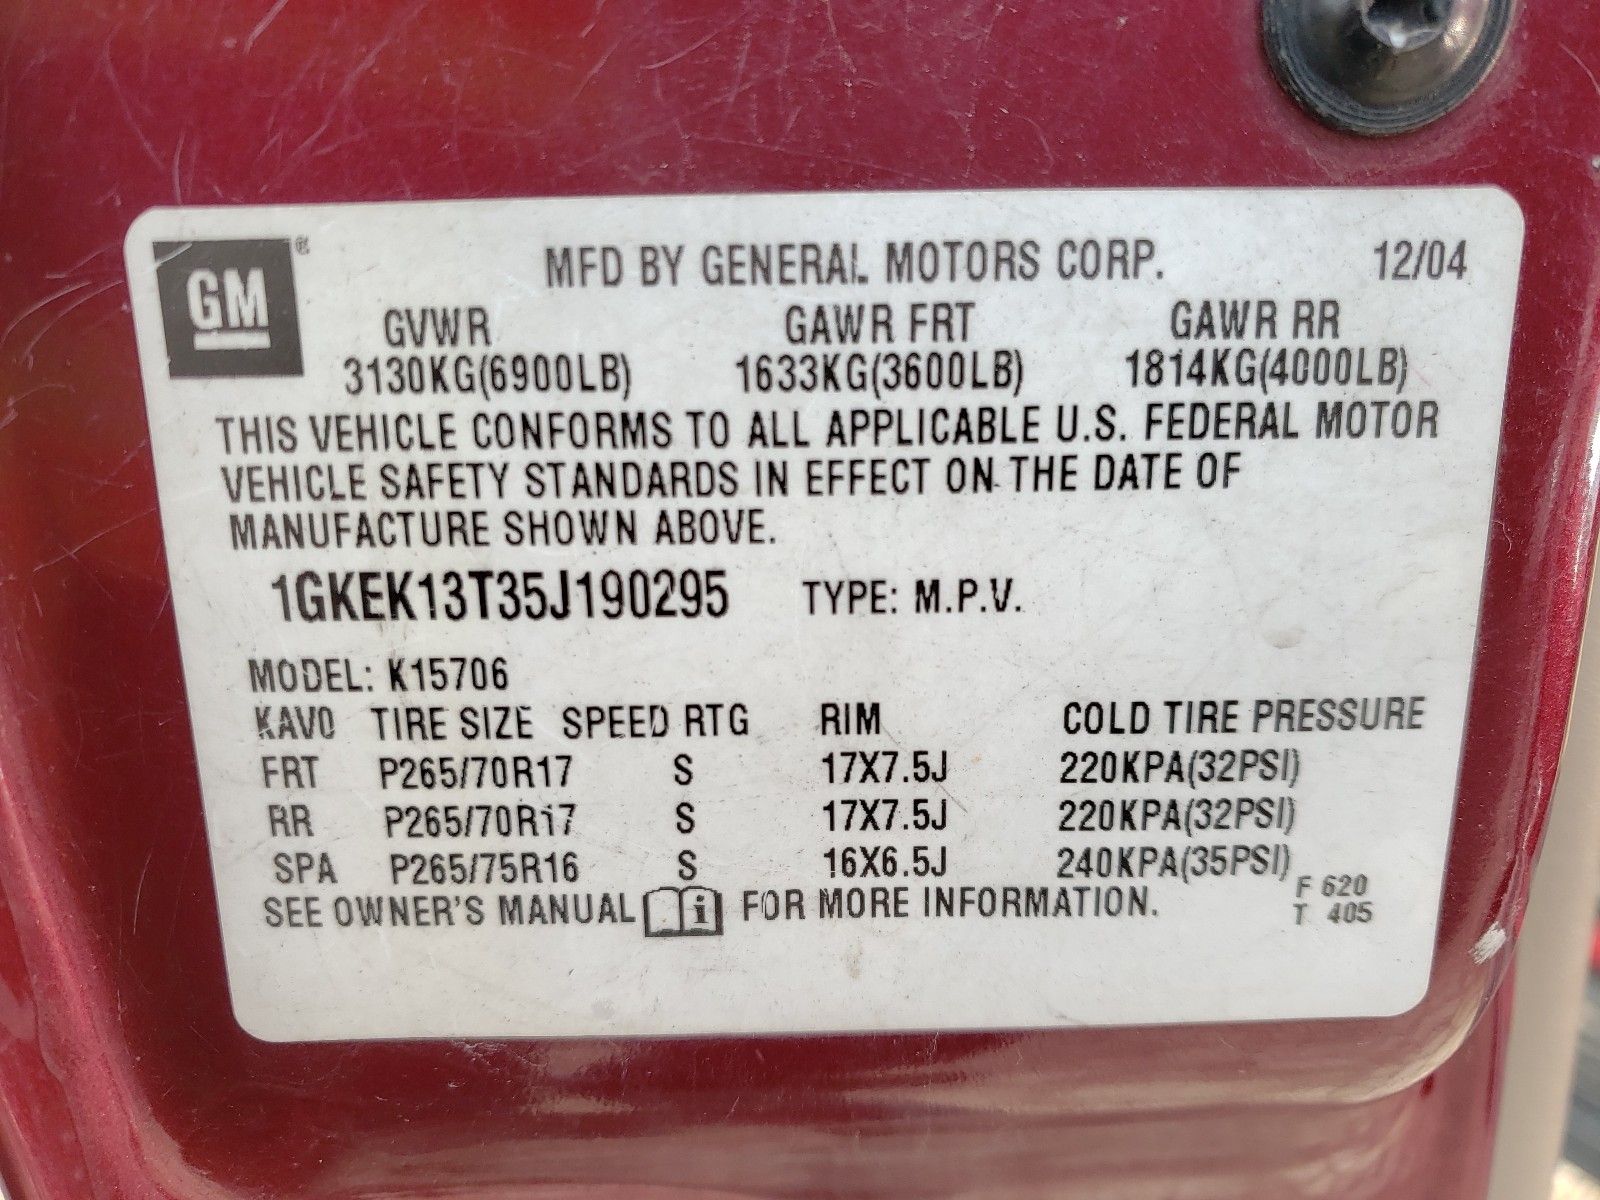 GM ®
MFD BY GENERAL MOTORS CORP. 12/04
GVWR GAWR FRT GAWR RR
3130KG(6900LB) 1633KG(3600LB) 1814KG(4000LB)
THIS VEHICLE CONFORMS TO ALL APPLICABLE U.S. FEDERAL MOTOR
VEHICLE SAFETY STANDARDS IN EFFECT ON THE DATE OF
MANUFACTURE SHOWN ABOVE.
1GKEK13T35J190295 TYPE: M.P.V.
MODEL: K15706
KAVO TIRE SIZE SPEED RTG RIM COLD TIRE PRESSURE
FRT P265/70R17 S 17X7.5J 220KPA(32PSI)
RR P265/70R17 S 17X7.5J 220KPA(32PSI)
SPA P265/75R16 S 16X6.5J 240KPA(35PSI)
SEE OWNER'S MANUAL i FOR MORE INFORMATION.
F 620
T 405